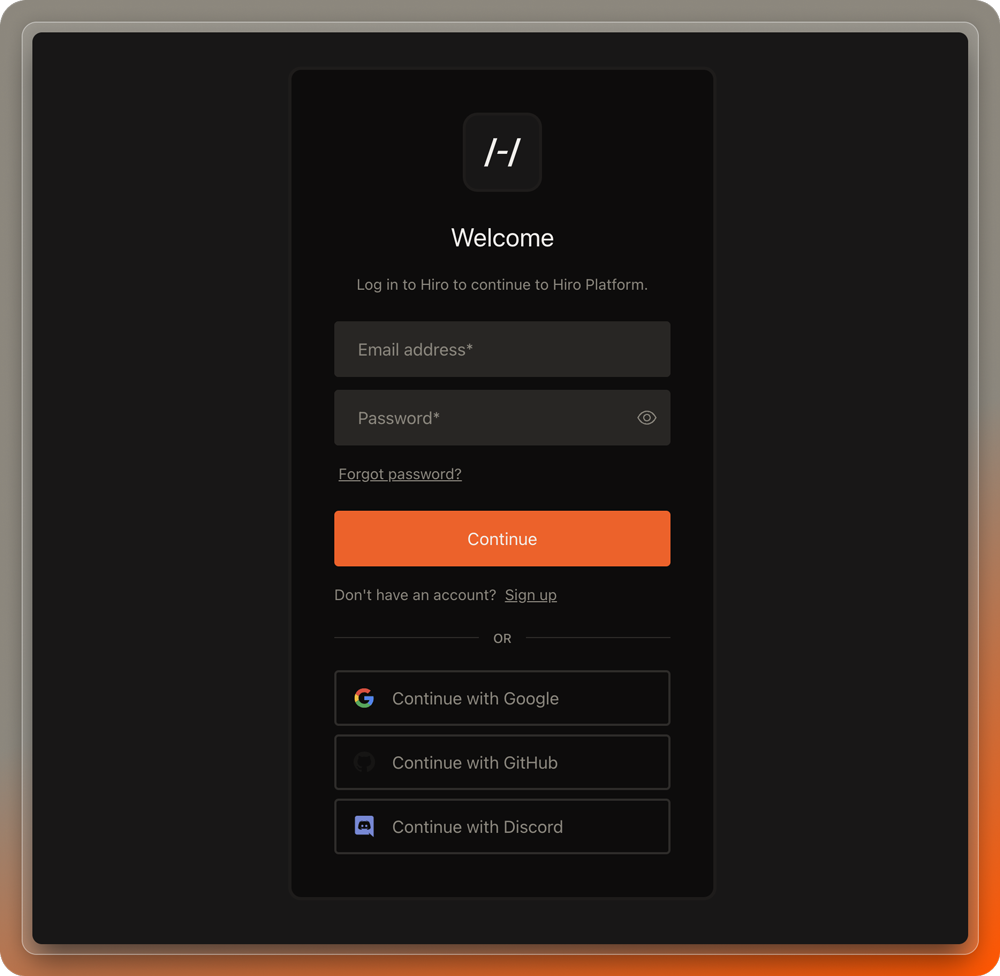 /-/
Welcome
Log in to Hiro to continue to Hiro Platform.
Email address*
Password*
Forgot password?
Continue
Don't have an account? Sign up
OR
Continue with Google
Continue with GitHub
Continue with Discord